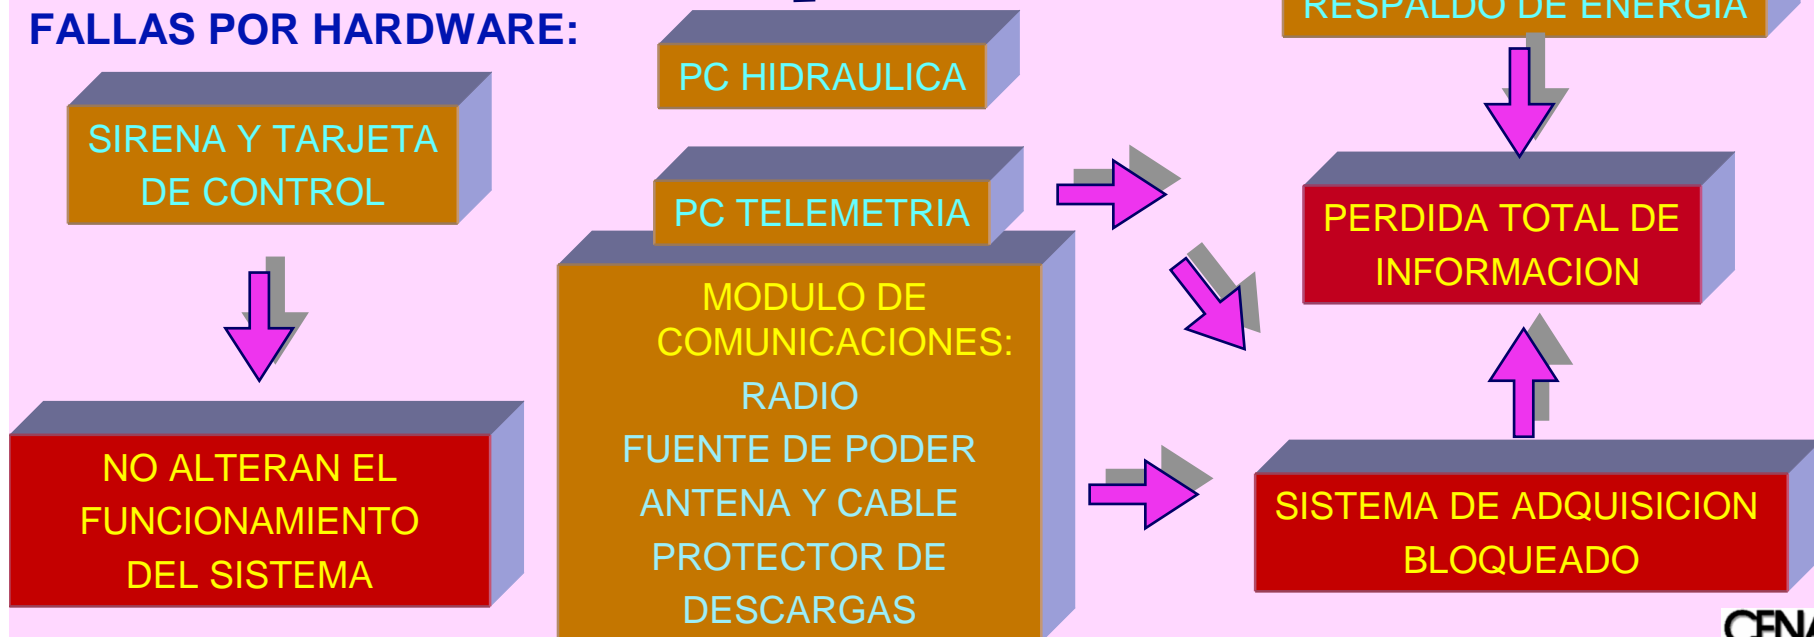 FALLAS POR HARDWARE:
SIRENA Y TARJETA
DE CONTROL
NO ALTERAN EL
FUNCIONAMIENTO
DEL SISTEMA
PC HIDRAULICA
PC TELEMETRIA
MODULO DE
COMUNICACIONES:
RADIO
FUENTE DE PODER
ANTENA Y CABLE
PROTECTOR DE
DESCARGAS
RESPALDO DE ENERGIA
PERDIDA TOTAL DE
INFORMACION
SISTEMA DE ADQUISICION
BLOQUEADO